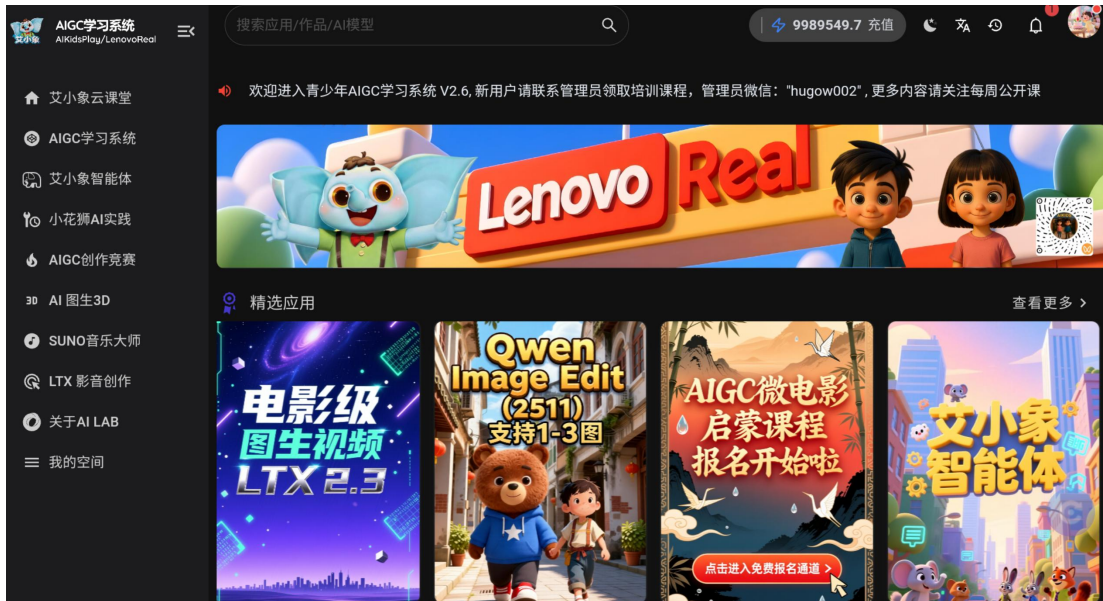 AIGC学习系统
AIKidsPlay/LenovoReal
搜索应用/作品/AI模型
9989549.7 充值
1
艾小象
艾小象云课堂
AIGC学习系统
艾小象智能体
小花狮AI实践
AIGC创作竞赛
3D AI 图生3D
SUNO音乐大师
LTX 影音创作
关于AI LAB
我的空间
欢迎进入青少年AIGC学习系统 V2.6, 新用户请联系管理员领取培训课程，管理员微信："hugow002" , 更多内容请关注每周公开课
Lenovo Real
精选应用
查看更多
电影级
图生视频
LTX 2.3
Qwen
Image Edit
(2511)
支持1-3图
AIGC微电影
启蒙课程
报名开始啦
点击进入免费报名通道
艾小象
智能体